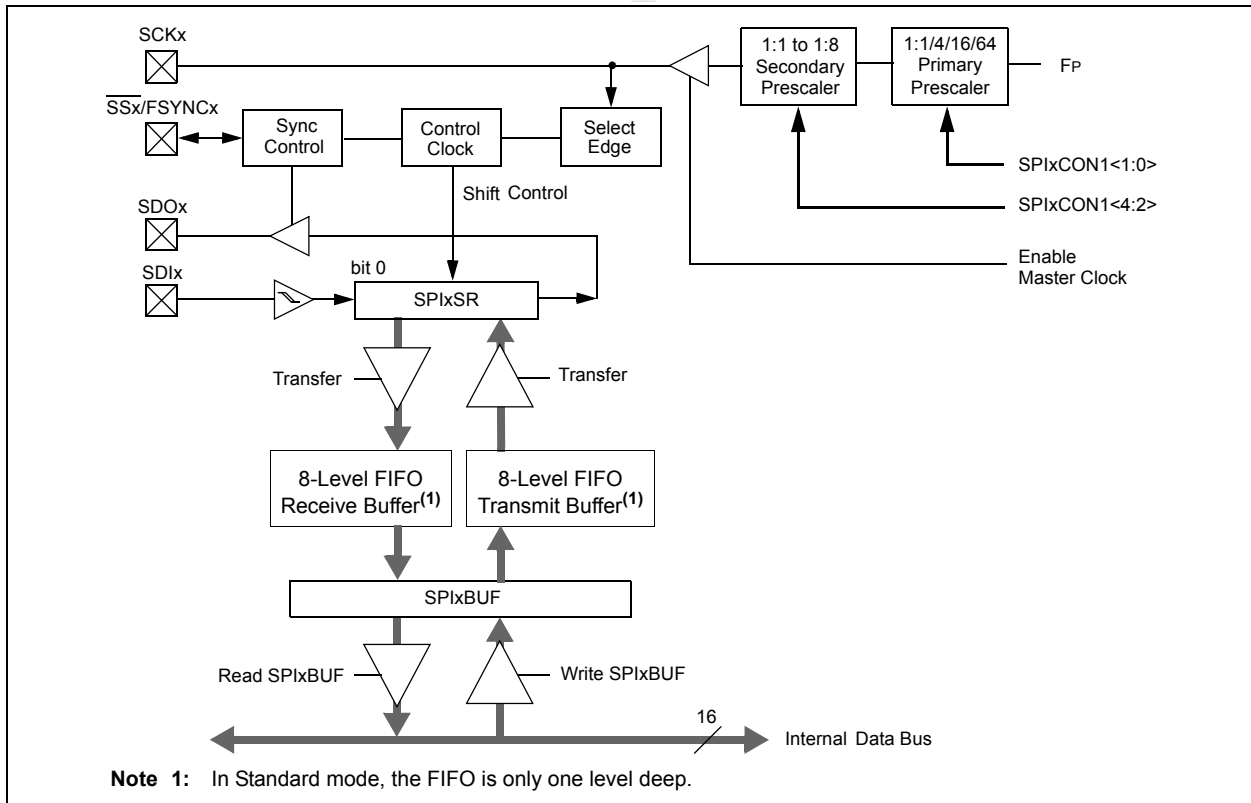 SCKx
SSx/FSYNCx
SDOx
SDIx
Sync
Control
Control
Clock
Select
Edge
1:1 to 1:8
Secondary
Prescaler
1:1/4/16/64
Primary
Prescaler
FP
SPIxCON1<1:0>
SPIxCON1<4:2>
Enable
Master Clock
Shift Control
bit 0
SPIxSR
Transfer
Transfer
8-Level FIFO
Receive Buffer(1)
8-Level FIFO
Transmit Buffer(1)
SPIxBUF
Read SPIxBUF
Write SPIxBUF
16
Internal Data Bus
Note 1: In Standard mode, the FIFO is only one level deep.